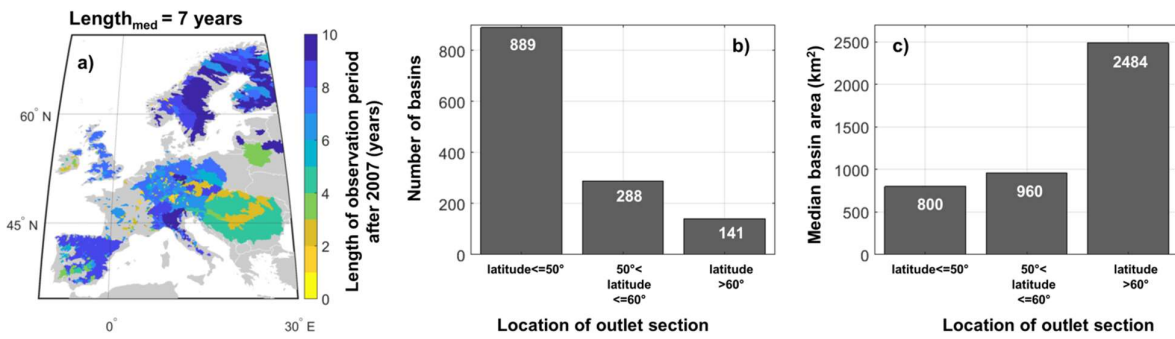 Length_med = 7 years
a)
60° N
45° N
0°
30° E
10
8
6
4
2
0
Length of observation period
after 2007 (years)
b)
Number of basins
800
600
400
200
0
889
288
141
latitude<=50°
50°<
latitude
<=60°
latitude
>60°
Location of outlet section
c)
Median basin area (km²)
2500
2000
1500
1000
500
0
800
960
2484
latitude<=50°
50°<
latitude
<=60°
latitude
>60°
Location of outlet section